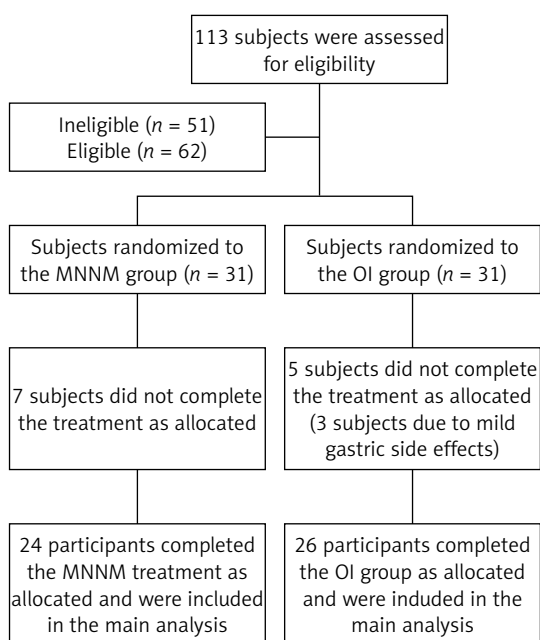 113 subjects were assessed
for eligibility
Ineligible (n = 51)
Eligible (n = 62)
Subjects randomized to
the MNNM group (n = 31)
Subjects randomized to
the OI group (n = 31)
7 subjects did not complete
the treatment as allocated
5 subjects did not complete
the treatment as allocated
(3 subjects due to mild
gastric side effects)
24 participants completed
the MNNM treatment as
allocated and were included
in the main analysis
26 participants completed
the OI group as allocated
and were induded in the
main analysis